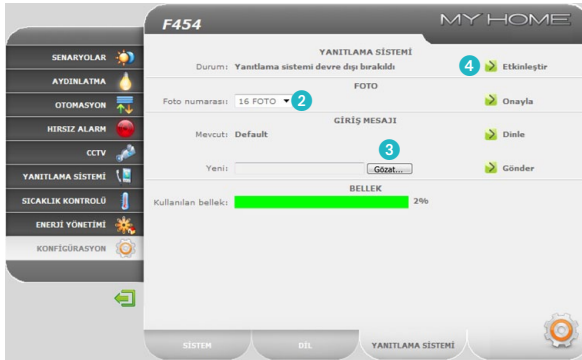 F454
MY HOME
SENARYOLAR
AYDINLATMA
OTOMASYON
HIRSIZ ALARM
CCTV
YANITLAMA SİSTEMİ
SICAKLIK KONTROLÜ
ENERJİ YÖNETİMİ
KONFİGÜRASYON
YANITLAMA SİSTEMİ
Durum: Yanıtlama sistemi devre dışı bırakıldı 4 Etkinleştir
FOTO
Foto numarası: 16 FOTO 2 Onayla
GİRİŞ MESAJI
Mevcut: Default Dinle
3
Yeni: Gözat... Gönder
BELLEK
Kullanılan bellek: 2%
SİSTEM DİL YANITLAMA SİSTEMİ